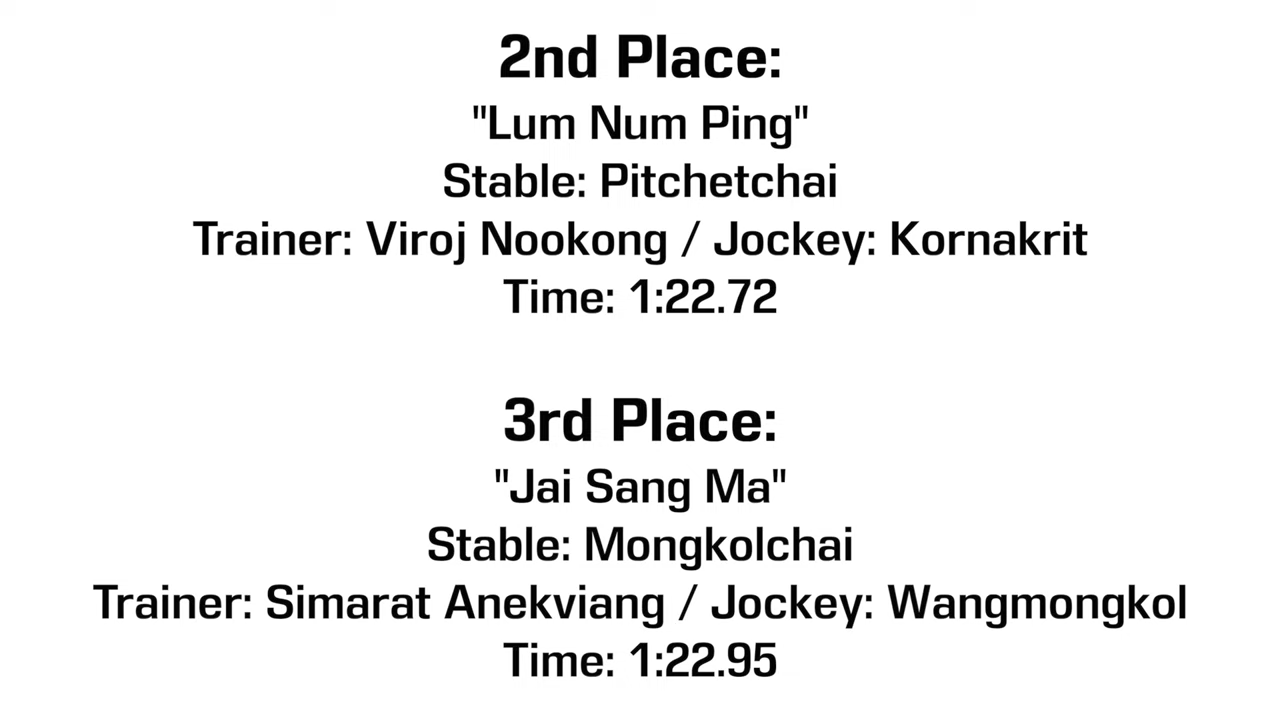 2nd Place:
"Lum Num Ping"
Stable: Pitchetchai
Trainer: Viroj Nookong / Jockey: Kornakrit
Time: 1:22.72
3rd Place:
"Jai Sang Ma"
Stable: Mongkolchai
Trainer: Simarat Anekviang / Jockey: Wangmongkol
Time: 1:22.95